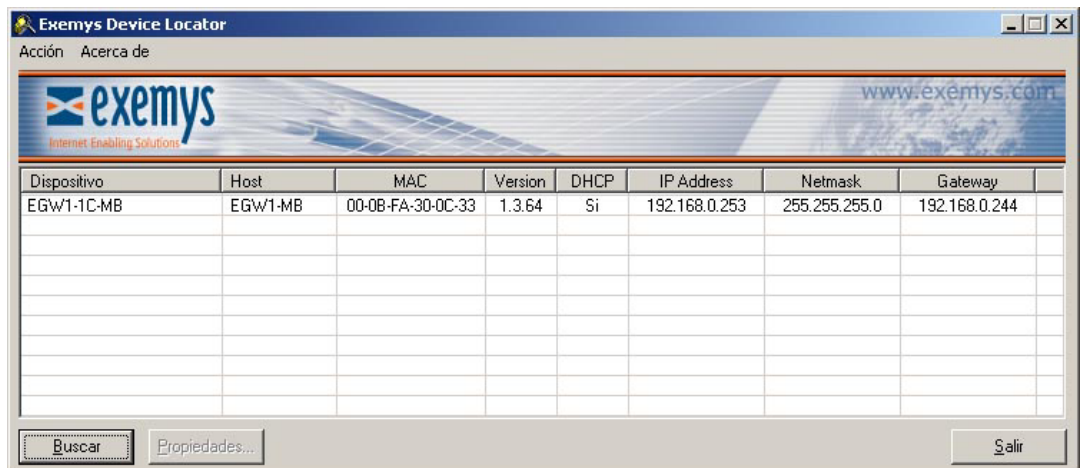 Exemys Device Locator
Acción Acerca de
exemys
Internet Enabling Solutions
www.exemys.com
Dispositivo Host MAC Version DHCP IP Address Netmask Gateway
EGW1-1C-MB EGW1-MB 00-0B-FA-30-0C-33 1.3.64 Si 192.168.0.253 255.255.255.0 192.168.0.244
Buscar Propiedades... Salir